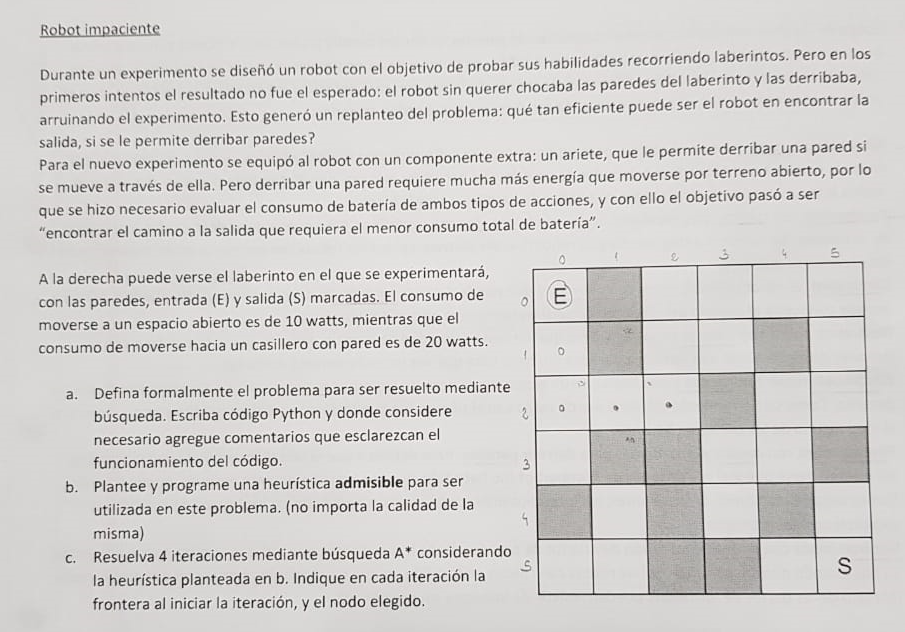 Robot impaciente
Durante un experimento se diseñó un robot con el objetivo de probar sus habilidades recorriendo laberintos. Pero en los
primeros intentos el resultado no fue el esperado: el robot sin querer chocaba las paredes del laberinto y las derribaba,
arruinando el experimento. Esto generó un replanteo del problema: qué tan eficiente puede ser el robot en encontrar la
salida, si se le permite derribar paredes?
Para el nuevo experimento se equipó al robot con un componente extra: un ariete, que le permite derribar una pared si
se mueve a través de ella. Pero derribar una pared requiere mucha más energía que moverse por terreno abierto, por lo
que se hizo necesario evaluar el consumo de batería de ambos tipos de acciones, y con ello el objetivo pasó a ser
“encontrar el camino a la salida que requiera el menor consumo total de batería”.
A la derecha puede verse el laberinto en el que se experimentará,
con las paredes, entrada (E) y salida (S) marcadas. El consumo de
moverse a un espacio abierto es de 10 watts, mientras que el
consumo de moverse hacia un casillero con pared es de 20 watts.
a. Defina formalmente el problema para ser resuelto mediante
búsqueda. Escriba código Python y donde considere
necesario agregue comentarios que esclarezcan el
funcionamiento del código.
b. Plantee y programe una heurística admisible para ser
utilizada en este problema. (no importa la calidad de la
misma)
c. Resuelva 4 iteraciones mediante búsqueda A* considerando
la heurística planteada en b. Indique en cada iteración la
frontera al iniciar la iteración, y el nodo elegido.
0 1 2 3 4 5
0 E
1 0
2 0
3
4
5 S